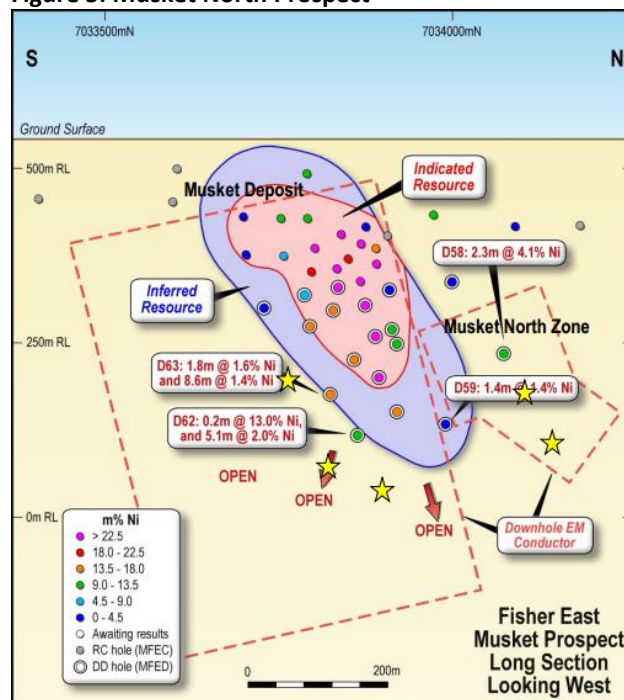 Figure Musket North Prospect
7033500mN
7034000mN
S
N
Ground Surface
500m RL
Musket Deposit
Indicated
Resource
Inferred
Resource
D58: 2.3m @ 4.1% Ni
250m RL
Musket North Zone
D63: 1.8m @ 1.6% Ni
and 8.6m @ 1.4% Ni
D59: 1.4m @ Ni
D62: 0.2m @ 13.0% Ni,
and 5.1m @ 2.0% Ni
OPEN
OPEN
OPEN
0m RL
Downhole EM
Conductor
m% Ni
> 22.5
18.0 - 22.5
13.5 - 18.0
9.0 - 13.5
4.5 - 9.0
0 - 4.5
Awaiting results
RC hole (MFEC)
DD hole (MFED)
0
200m
Fisher East
Musket Prospect
Long Section
Looking West